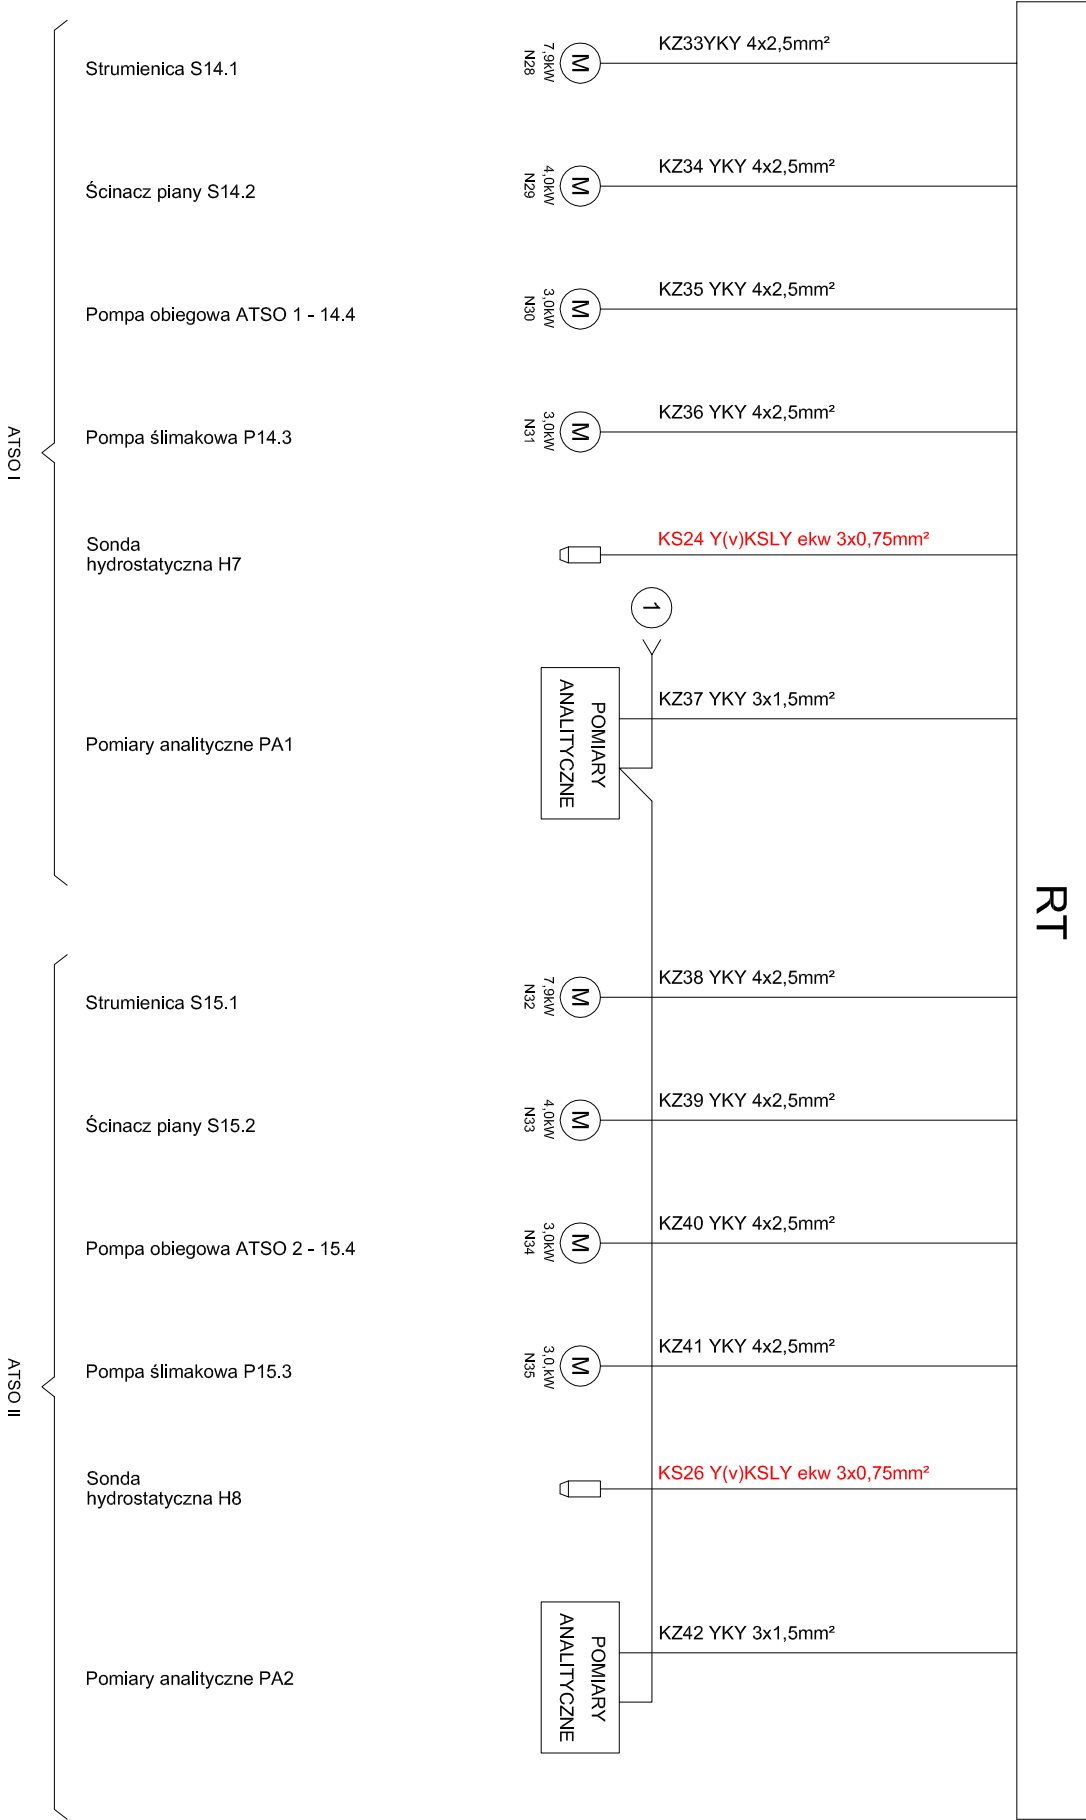 KZ33YKY 4x2,5mm²
Strumienica S14.1
M
7,9kW
N28
KZ34 YKY 4x2,5mm²
Ścinacz piany S14.2
M
4,0kW
N29
KZ35 YKY 4x2,5mm²
Pompa obiegowa ATSO 1 - 14.4
M
3,0kW
N30
KZ36 YKY 4x2,5mm²
Pompa ślimakowa P14.3
M
3,0kW
N31
ATSO I
KS24 Y(v)KSLY ekw 3x0,75mm²
Sonda
hydrostatyczna H7
1
KZ37 YKY 3x1,5mm²
POMIARY
ANALITYCZNE
Pomiary analityczne PA1
RT
KZ38 YKY 4x2,5mm²
Strumienica S15.1
M
7,9kW
N32
KZ39 YKY 4x2,5mm²
Ścinacz piany S15.2
M
4,0kW
N33
KZ40 YKY 4x2,5mm²
Pompa obiegowa ATSO 2 - 15.4
M
3,0kW
N34
KZ41 YKY 4x2,5mm²
Pompa ślimakowa P15.3
M
3,0,kW
N35
ATSO II
KS26 Y(v)KSLY ekw 3x0,75mm²
Sonda
hydrostatyczna H8
KZ42 YKY 3x1,5mm²
POMIARY
ANALITYCZNE
Pomiary analityczne PA2